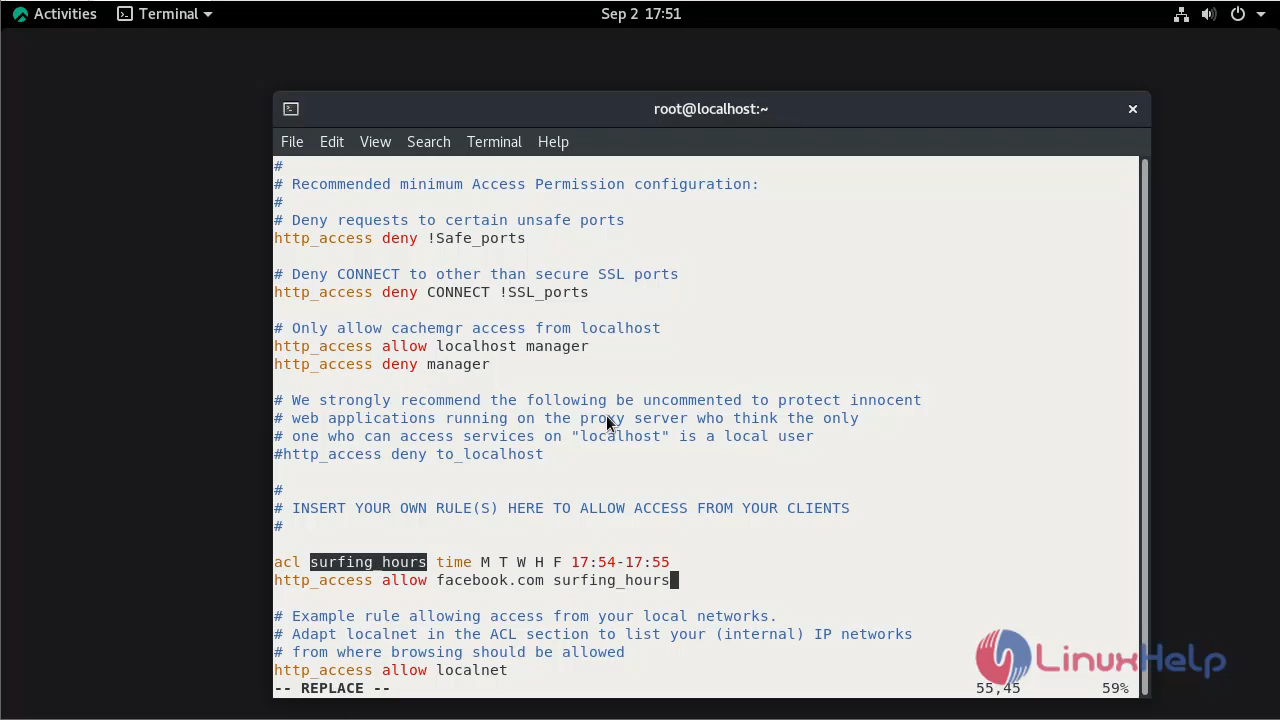 Activities
Terminal
Sep 2 17:51
root@localhost:~
File Edit View Search Terminal Help
#
# Recommended minimum Access Permission configuration:
#
# Deny requests to certain unsafe ports
http_access deny !Safe_ports
# Deny CONNECT to other than secure SSL ports
http_access deny CONNECT !SSL_ports
# Only allow cachemgr access from localhost
http_access allow localhost manager
http_access deny manager
# We strongly recommend the following be uncommented to protect innocent
# web applications running on the proxy server who think the only
# one who can access services on "localhost" is a local user
#http_access deny to_localhost
#
# INSERT YOUR OWN RULE(S) HERE TO ALLOW ACCESS FROM YOUR CLIENTS
#
acl surfing_hours time M T W H F 17:54-17:55
http_access allow facebook.com surfing_hours
# Example rule allowing access from your local networks.
# Adapt localnet in the ACL section to list your (internal) IP networks
# from where browsing should be allowed
http_access allow localnet
-- REPLACE -- 55,45 59%
LinuxHelp